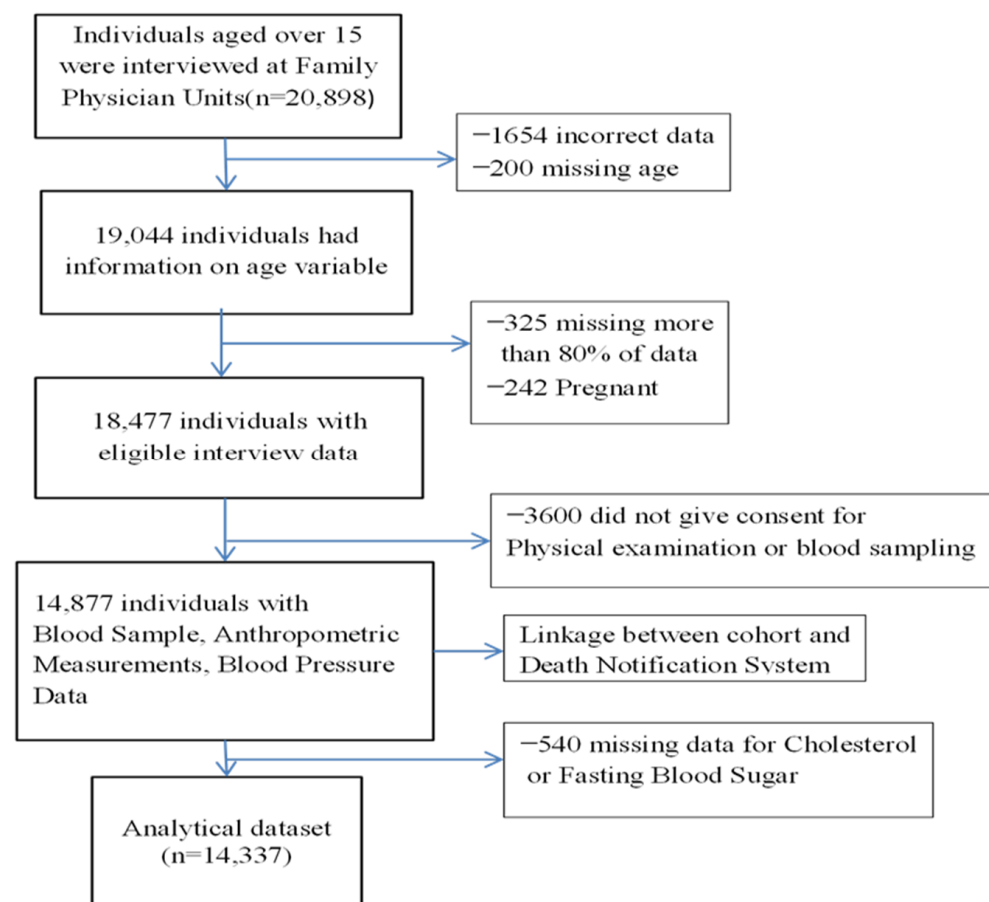 Individuals aged over 15
were interviewed at Family
Physician Units(n=20,898)
−1654 incorrect data
−200 missing age
19,044 individuals had
information on age variable
−325 missing more
than 80% of data
−242 Pregnant
18,477 individuals with
eligible interview data
−3600 did not give consent for
Physical examination or blood sampling
14,877 individuals with
Blood Sample, Anthropometric
Measurements, Blood Pressure
Data
Linkage between cohort and
Death Notification System
−540 missing data for Cholesterol
or Fasting Blood Sugar
Analytical dataset
(n=14,337)